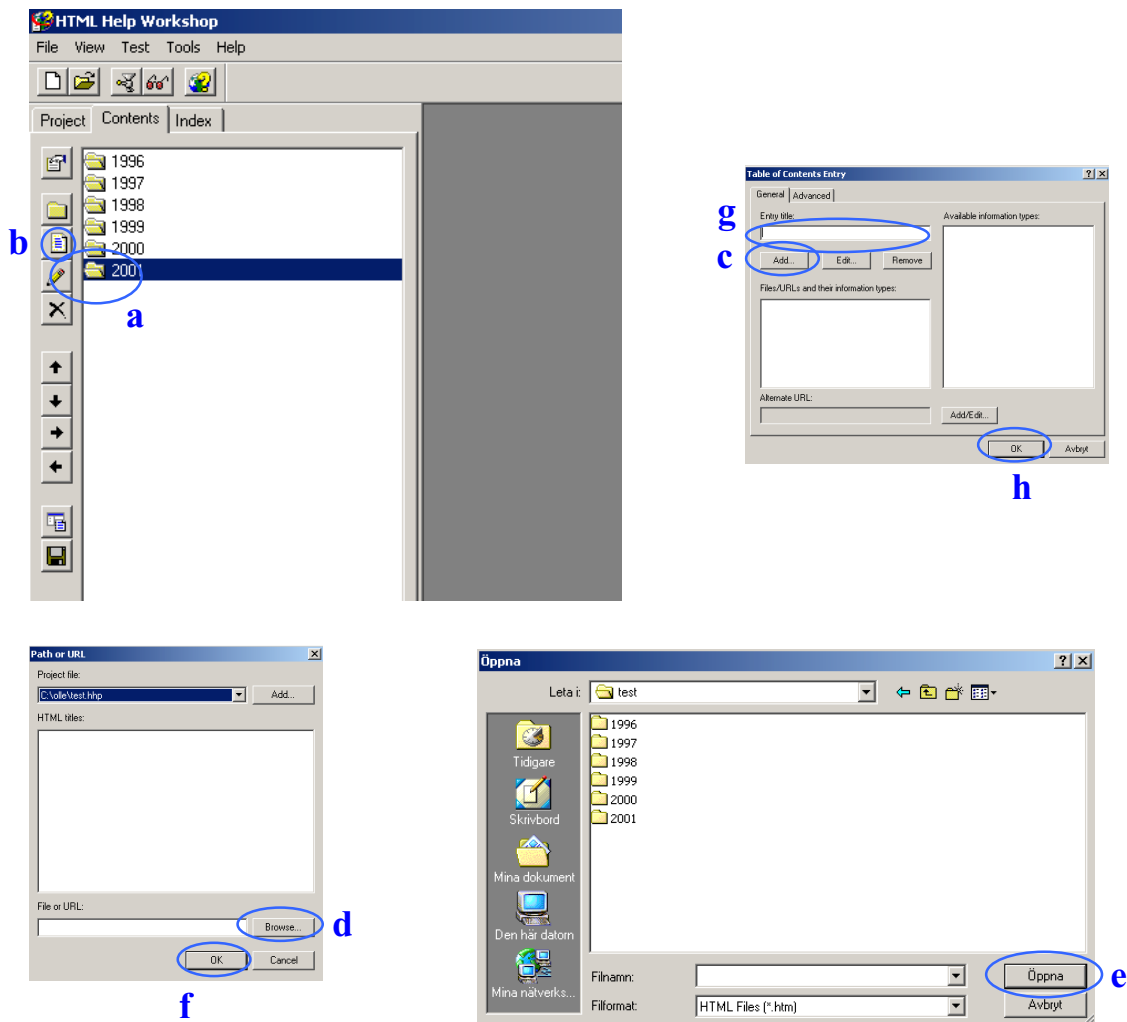 HTML Help Workshop
File View Test Tools Help
Project Contents Index
1996
1997
1998
1999
2000
2001
b
a
Table of Contents Entry
General Advanced
Entry title:
Available information types:
g
c
Add... Edit... Remove
Files/URLs and their information types:
Alternate URL:
Add/Edit...
OK Avbryt
h
Path or URL
Project file:
C:\olle\test.hhp
Add...
HTML titles:
File or URL:
Browse...
d
OK Cancel
f
Öppna
Leta i: test
Tidigare
Skrivbord
Mina dokument
Den här datorn
Mina nätverks...
1996
1997
1998
1999
2000
2001
Filnamn:
Öppna
e
Filformat: HTML Files (*.htm)
Avbryt